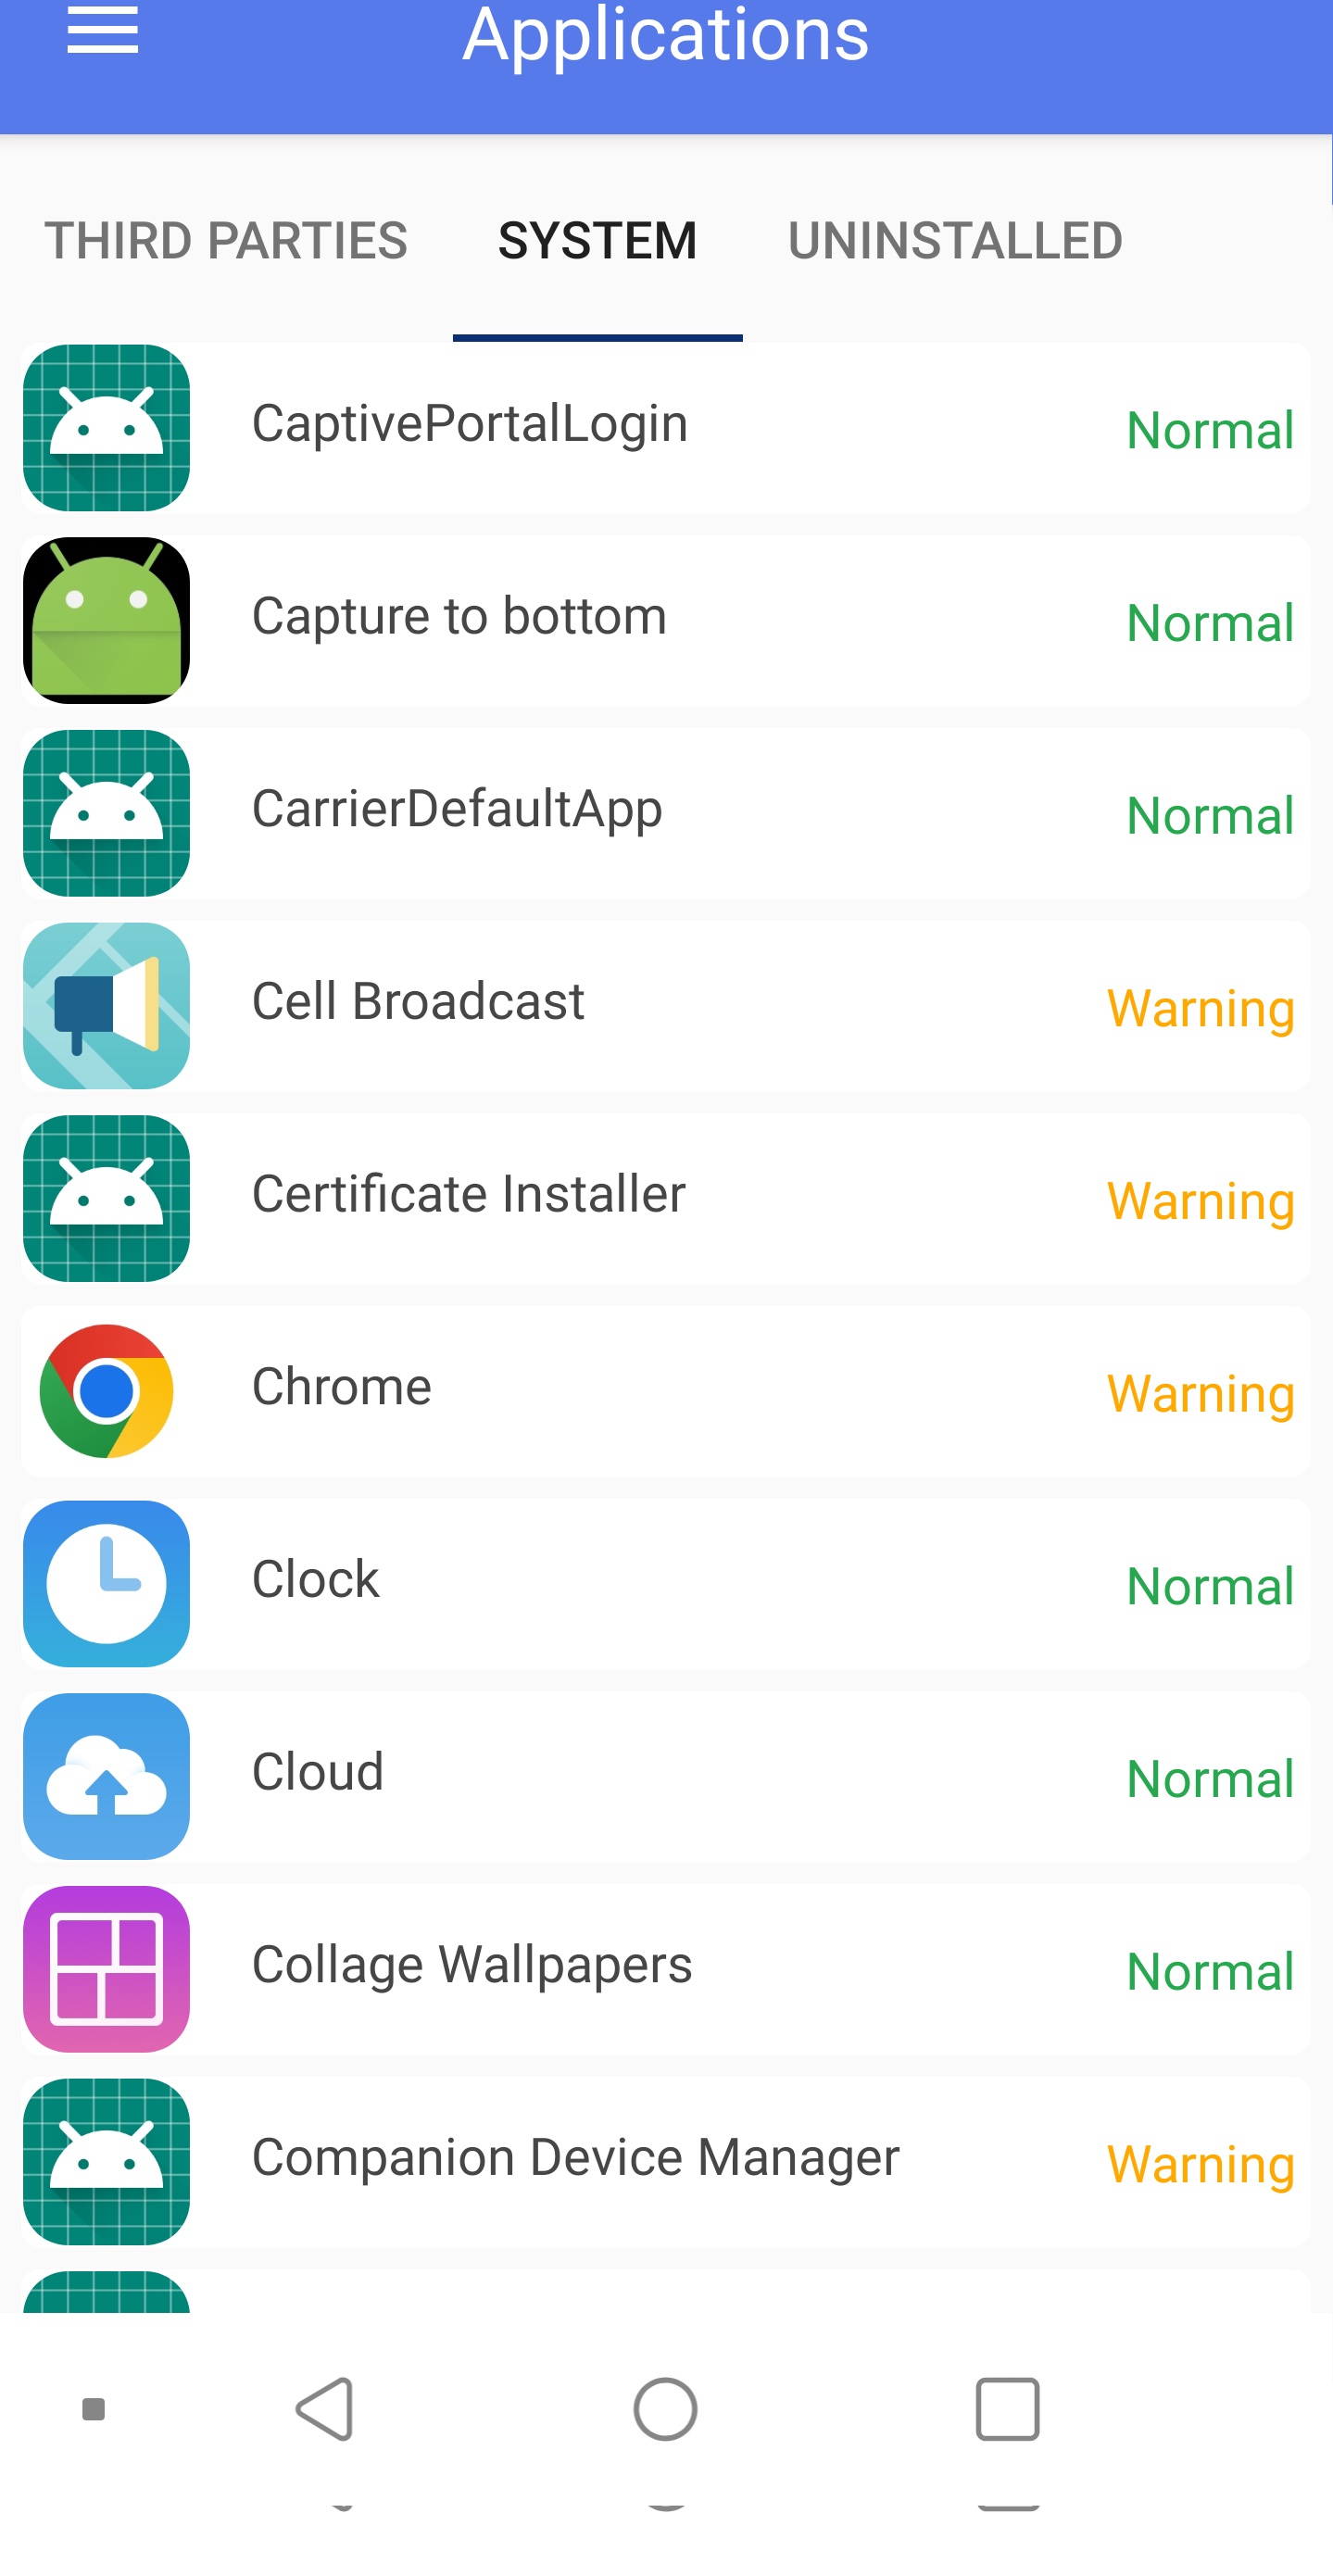 Applications
THIRD PARTIES SYSTEM UNINSTALLED
CaptivePortalLogin Normal
Capture to bottom Normal
CarrierDefaultApp Normal
Cell Broadcast Warning
Certificate Installer Warning
Chrome Warning
Clock Normal
Cloud Normal
Collage Wallpapers Normal
Companion Device Manager Warning